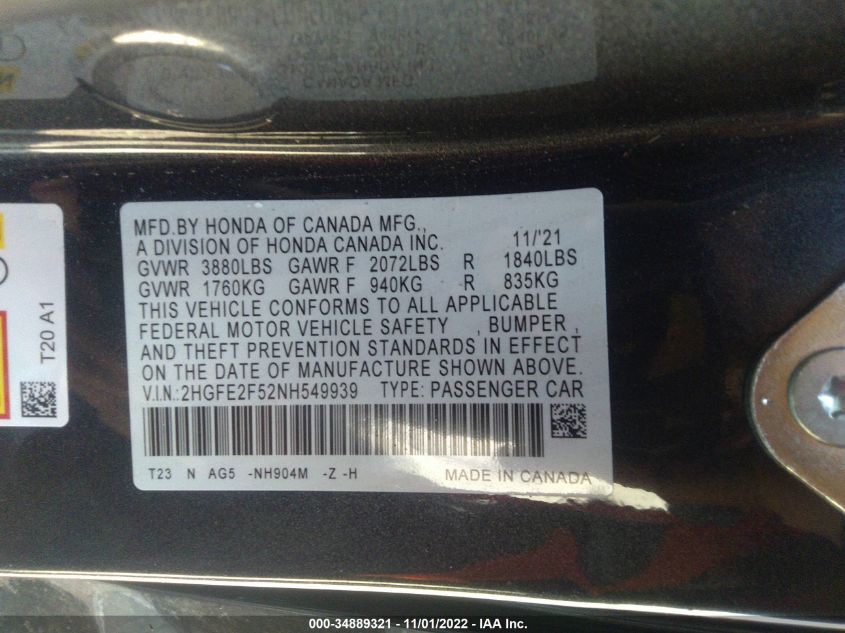 MFD.BY HONDA OF CANADA MFG.,
A DIVISION OF HONDA CANADA INC. 11/'21
GVWR 3880LBS GAWR F 2072LBS R 1840LBS
GVWR 1760KG GAWR F 940KG R 835KG
THIS VEHICLE CONFORMS TO ALL APPLICABLE
FEDERAL MOTOR VEHICLE SAFETY , BUMPER ,
AND THEFT PREVENTION STANDARDS IN EFFECT
ON THE DATE OF MANUFACTURE SHOWN ABOVE.
V.I.N.:2HGFE2F52NH549939 TYPE: PASSENGER CAR
T23 N AG5 -NH904M -Z -H MADE IN CANADA
T20 A1
000-34889321 - 11/01/2022 - IAA Inc.